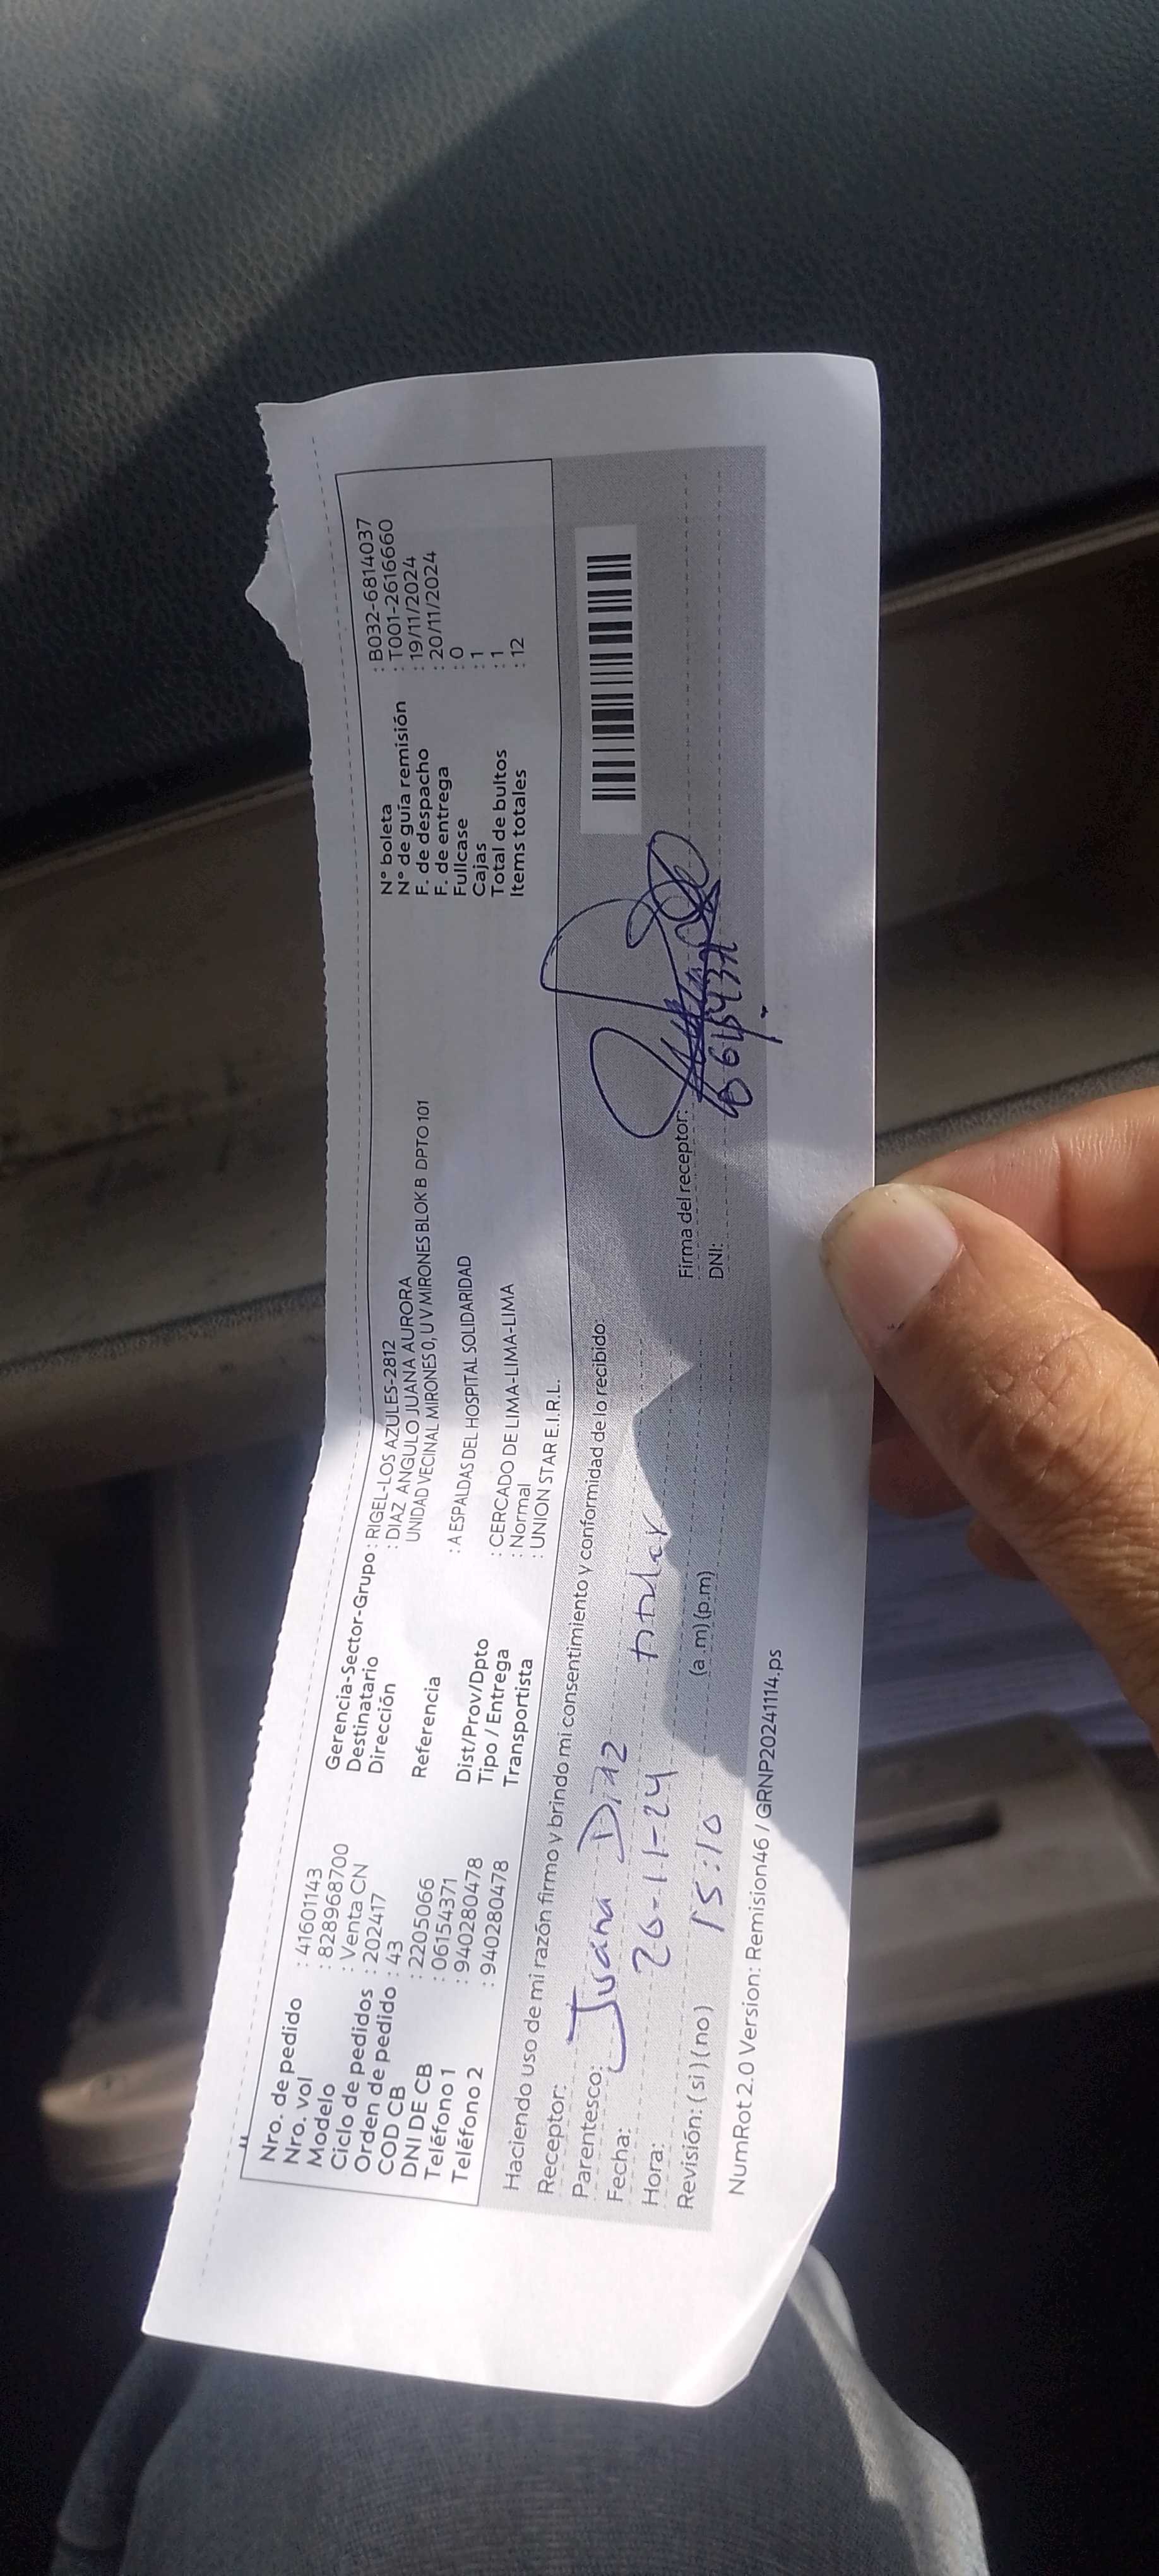 Nro. de pedido : 41601143
Nro. vol : 8289968700
Modelo : Venta CN
Ciclo de pedidos : 202417
Orden de pedido : 43
COD CB : 2205066
DNI DE CB : 06154371
Teléfono 1 : 940280478
Teléfono 2 : 940280478
Gerencia-Sector-Grupo : RIGEL-LOS AZULES-2812
Destinatario : DIAZ ANGULO JUANA AURORA
Dirección UNIDAD VECINAL MIRONES 0, U V MIRONES BLOK B DPTO 101
Referencia : A ESPALDAS DEL HOSPITAL SOLIDARIDAD
Dist/Prov/Dpto : CERCADO DE LIMA-LIMA-LIMA
Tipo / Entrega : Normal
Transportista : UNION STAR E.I.R.L.
N° boleta : B032-6814037
N° de guía remisión : T001-2616660
F. de despacho : 19/11/2024
F. de entrega : 20/11/2024
Fullcase : 0
Cajas : 1
Total de bultos : 1
Items totales : 12
Haciendo uso de mi razón firmo y brindo mi consentimiento y conformidad de lo recibido:
Receptor: Juana Diaz
Parentesco: titular
Fecha: 20-11-24
Hora: 15:10 (a.m) (p.m)
Revisión: (si) (no)
Firma del receptor:
DNI:
NumRot 2.0 Version: Remision46 / GRNP20241114.ps